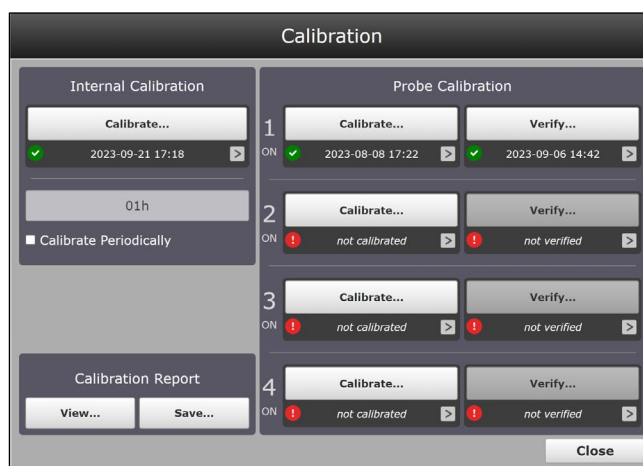 Calibration
Internal Calibration
Calibrate...
2023-09-21 17:18
01h
Calibrate Periodically
Calibration Report
View... Save...
Probe Calibration
1 Calibrate... Verify...
ON 2023-08-08 17:22 2023-09-06 14:42
2 Calibrate... Verify...
ON not calibrated not verified
3 Calibrate... Verify...
ON not calibrated not verified
4 Calibrate... Verify...
ON not calibrated not verified
Close